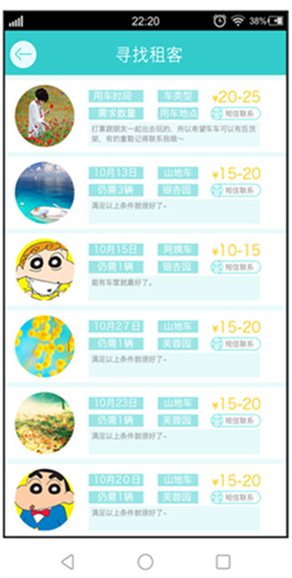 22:20 38%
寻找租客
用车时间 车类型 ¥20-25
需求数量 用车地点 短信联系
打算跟朋友一起出去玩的，所以希望车车可以有后货
架，有的童鞋记得联系我哦～
10月13日 山地车 ¥15-20
仍需3辆 银杏园 短信联系
满足以上条件就很好了~
10月15日 阿姨车 ¥10-15
仍需1辆 银杏园 短信联系
能有车筐就最好了。
10月27日 山地车 ¥15-20
仍需1辆 芙蓉园 短信联系
满足以上条件就很好了~
10月23日 山地车 ¥15-20
仍需1辆 芙蓉园 短信联系
满足以上条件就很好了~
10月20日 山地车 ¥15-20
仍需1辆 芙蓉园 短信联系
满足以上条件就很好了~